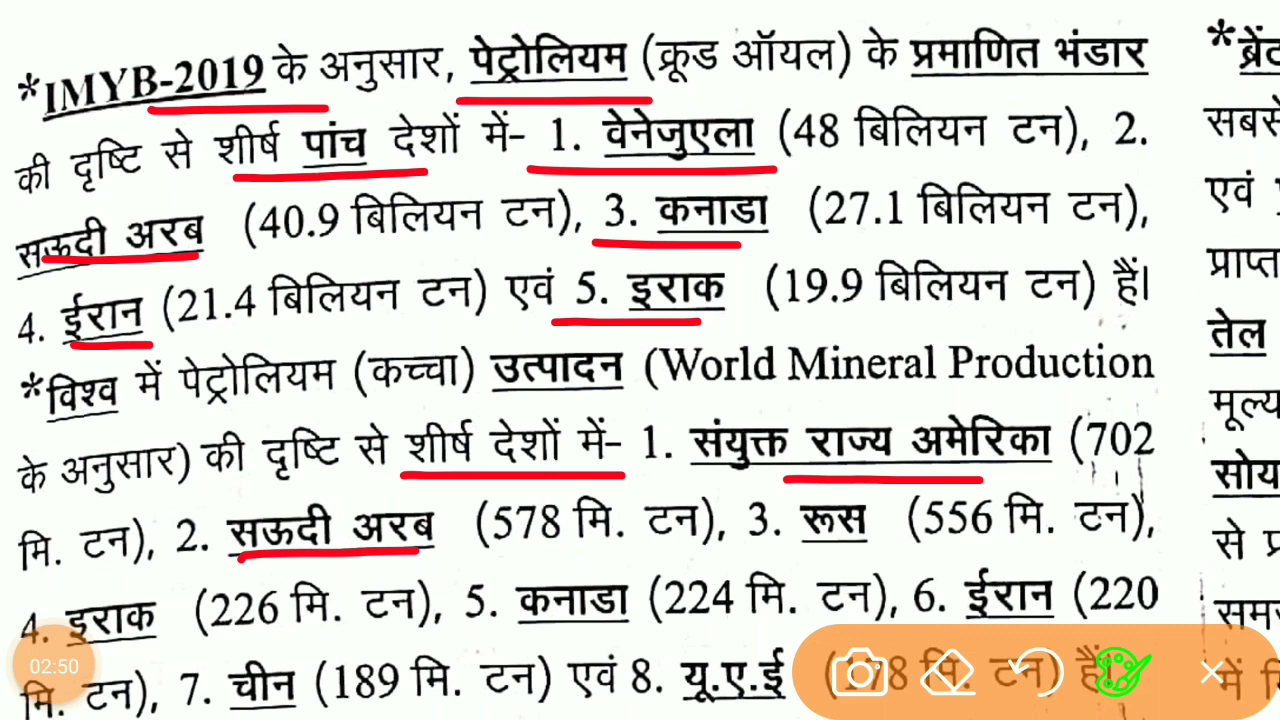 *IMYB-2019 के अनुसार, पेट्रोलियम (क्रूड ऑयल) के प्रमाणित भंडार
की दृष्टि से शीर्ष पांच देशों में- 1. वेनेजुएला (48 बिलियन टन), 2.
सऊदी अरब (40.9 बिलियन टन), 3. कनाडा (27.1 बिलियन टन),
4. ईरान (21.4 बिलियन टन) एवं 5. इराक (19.9 बिलियन टन) हैं।
*विश्व में पेट्रोलियम (कच्चा) उत्पादन (World Mineral Production
के अनुसार) की दृष्टि से शीर्ष देशों में- 1. संयुक्त राज्य अमेरिका (702
मि. टन), 2. सऊदी अरब (578 मि. टन), 3. रूस (556 मि. टन),
4. इराक (226 मि. टन), 5. कनाडा (224 मि. टन), 6. ईरान (220
मि. टन), 7. चीन (189 मि. टन) एवं 8. यू.ए.ई (178 मि. टन) हैं।
सबसे
एवं
तेल
मूल्य
से
में
02:50